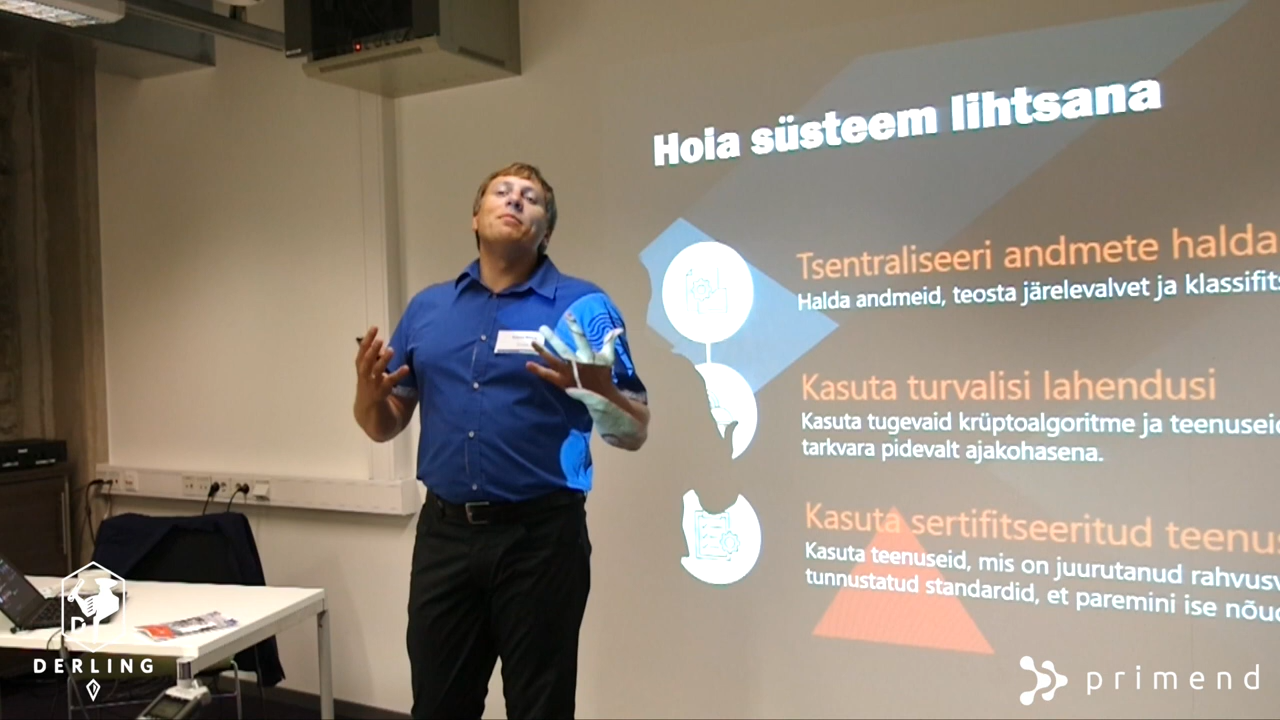 Hoia süsteem lihtsana
Tsentraliseeri andmete halda
Halda andmeid, teosta järelevalvet ja klassifits
Kasuta turvalisi lahendusi
Kasuta tugevaid krüptoalgoritme ja teenuseid
tarkvara pidevalt ajakohasena.
Kasuta sertifitseeritud teenus
Kasuta teenuseid, mis on juurutanud rahvusv
tunnustatud standardid, et paremini ise nõud
DERLING
primend